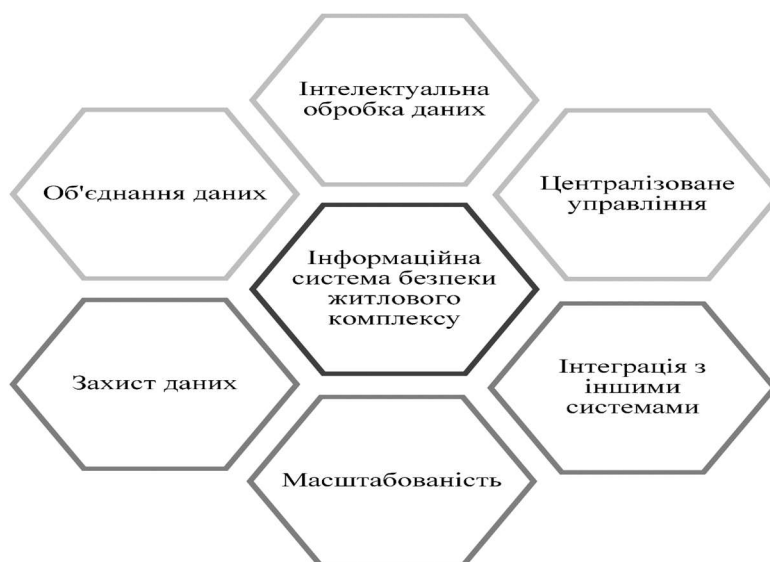 Інтелектуальна
обробка даних
Об'єднання даних
Централізоване
управління
Інформаційна
система безпеки
житлового
комплексу
Захист даних
Інтеграція з
іншими
системами
Масштабованість